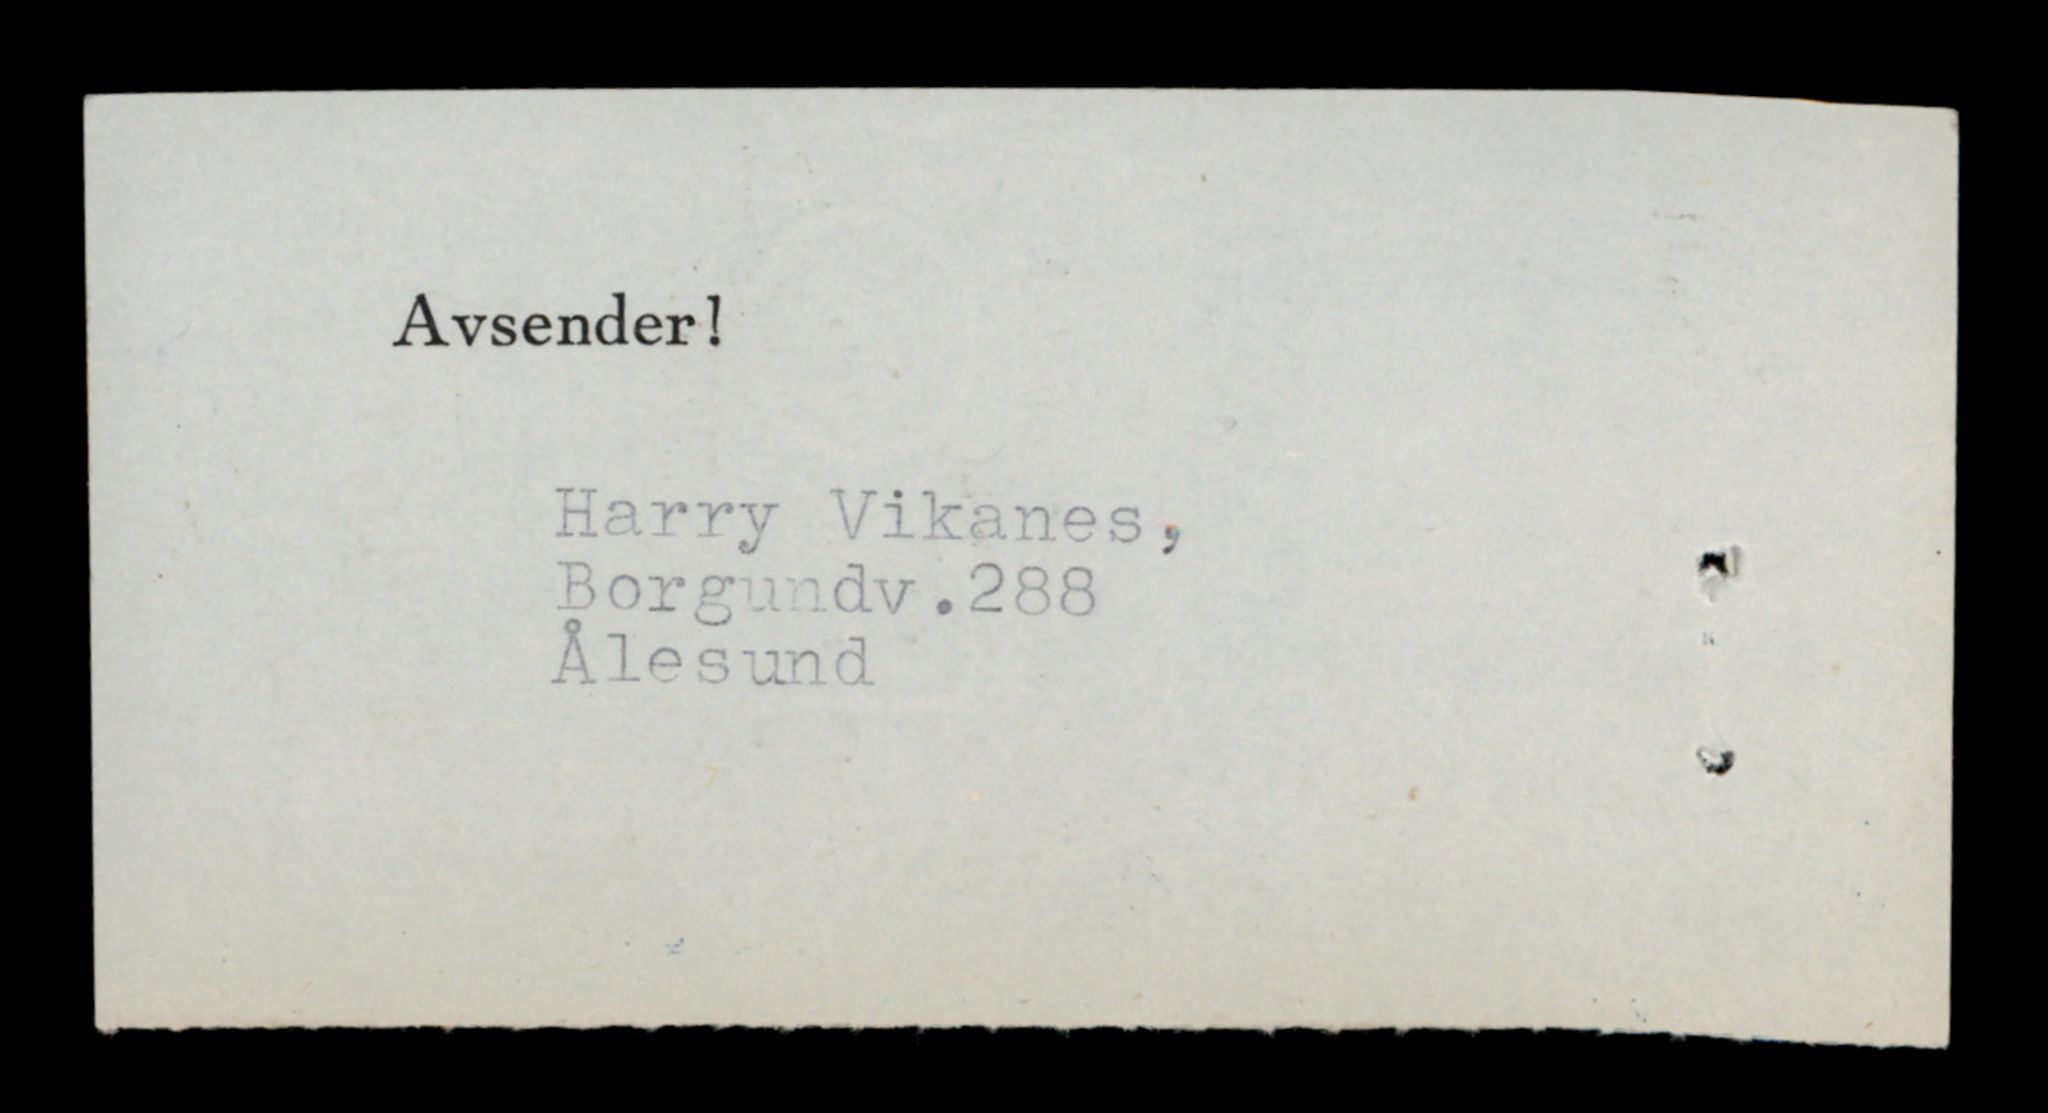 Avsender!
Harry Vikanes,
Borgundv.288
Ålesund